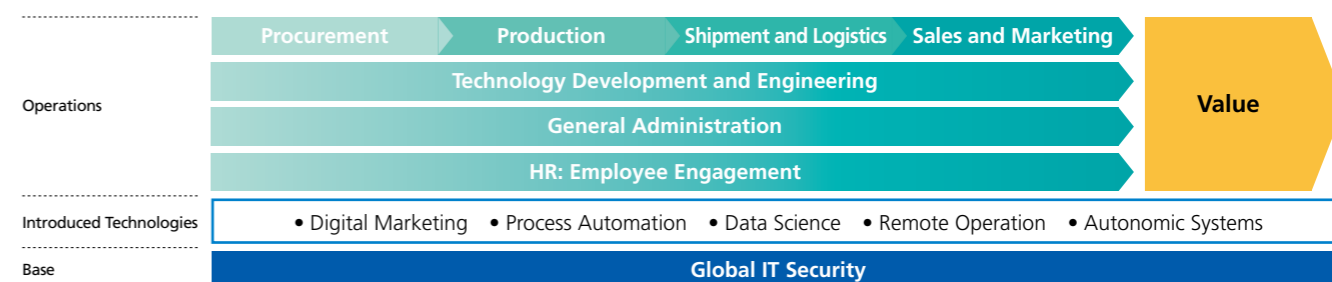 Procurement Production Shipment and Logistics Sales and Marketing
Technology Development and Engineering
Operations
Value
General Administration
HR: Employee Engagement
Introduced Technologies
• Digital Marketing • Process Automation • Data Science • Remote Operation • Autonomic Systems
Base
Global IT Security